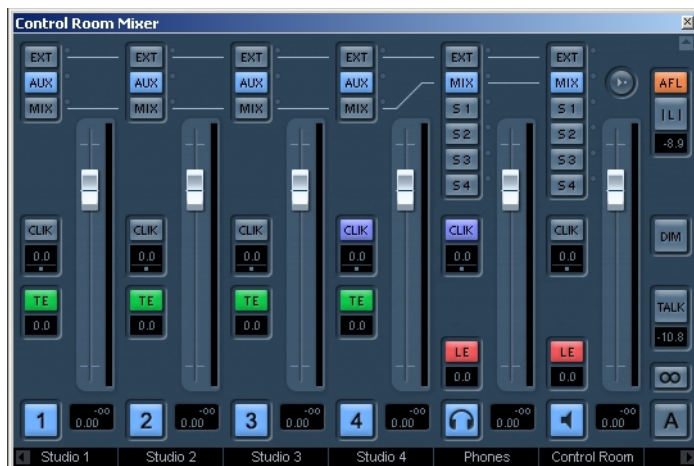 Control Room Mixer
EXT EXT EXT EXT EXT EXT
AUX AUX AUX AUX MIX MIX AFL
MIX MIX MIX MIX S 1 S 1 | L |
S 2 S 2 -8.9
S 3 S 3
S 4 S 4
CLIK CLIK CLIK CLIK CLIK CLIK DIM
0.0 0.0 0.0 0.0 0.0 0.0
TE TE TE TE TALK
0.0 0.0 0.0 0.0 -10.8
LE LE
0.0 0.0 ∞
-oo -oo -oo -oo -oo -oo
1 0.00 2 0.00 3 0.00 4 0.00 0.00 0.00 A
Studio 1 Studio 2 Studio 3 Studio 4 Phones Control Room